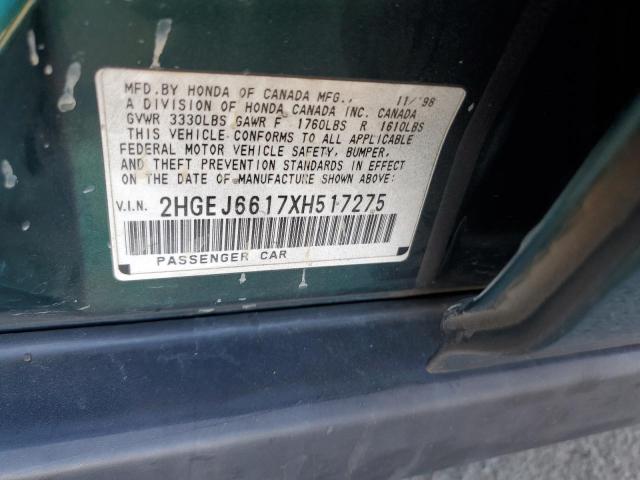 MFD.BY HONDA OF CANADA MFG., 11/'98
A DIVISION OF HONDA CANADA INC. CANADA
GVWR 3330LBS GAWR F 1760LBS R 1610LBS
THIS VEHICLE CONFORMS TO ALL APPLICABLE
FEDERAL MOTOR VEHICLE SAFETY, BUMPER,
AND THEFT PREVENTION STANDARDS IN EFFECT
ON THE DATE OF MANUFACTURE SHOWN ABOVE:
V.I.N. 2HGEJ6617XH517275
PASSENGER CAR